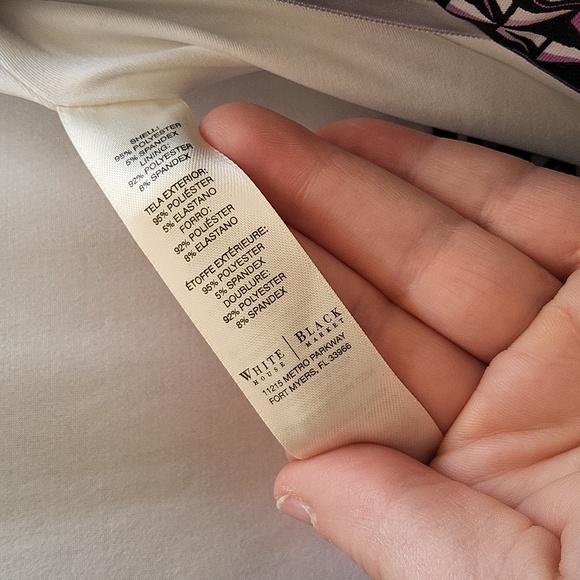 SHELL:
95% POLYESTER
5% SPANDEX
LINING:
92% POLYESTER
8% SPANDEX
TELA EXTERIOR:
95% POLIÉSTER
5% ELASTANO
FORRO:
92% POLIÉSTER
8% ELASTANO
ÉTOFFE EXTÉRIEURE:
95% POLYESTER
5% SPANDEX
DOUBLURE:
92% POLYESTER
8% SPANDEX
WHITE | BLACK
HOUSE | MARKET
11215 METRO PARKWAY
FORT MYERS, FL 33966